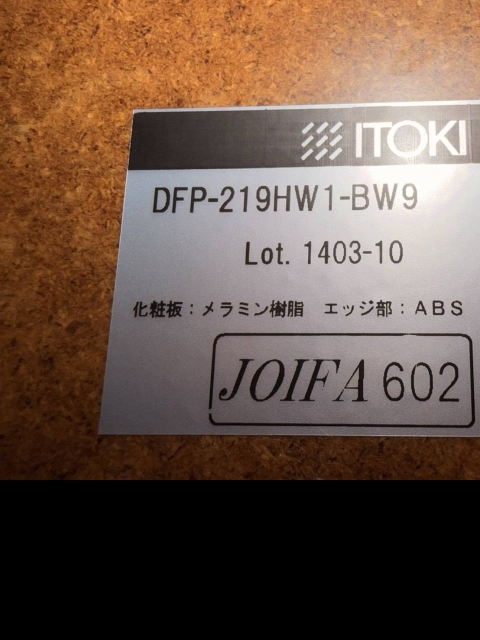 ITOKI
DFP-219HW1-BW9
Lot. 1403-10
化粧板：メラミン樹脂　エッジ部：ＡＢＳ
JOIFA 602